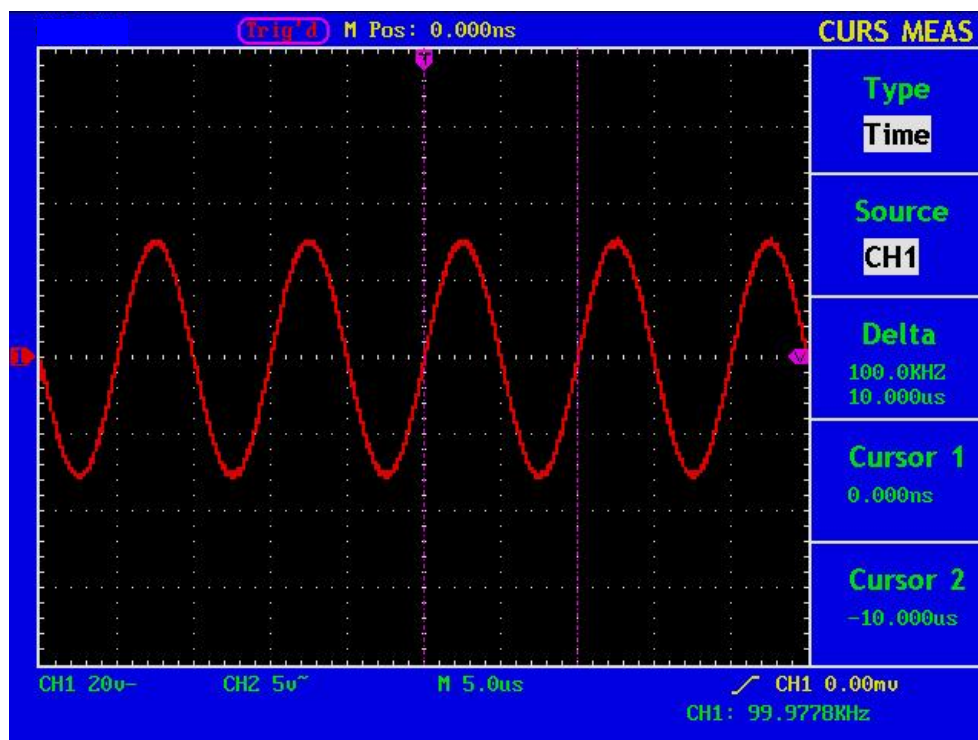 Trig'd M Pos: 0.000ns CURS MEAS
T
Type
Time
Source
CH1
1
V
Delta
100.0KHZ
10.000us
Cursor 1
0.000ns
Cursor 2
-10.000us
CH1 20v- CH2 5v~ M 5.0us CH1 0.00mv
CH1: 99.9778KHz